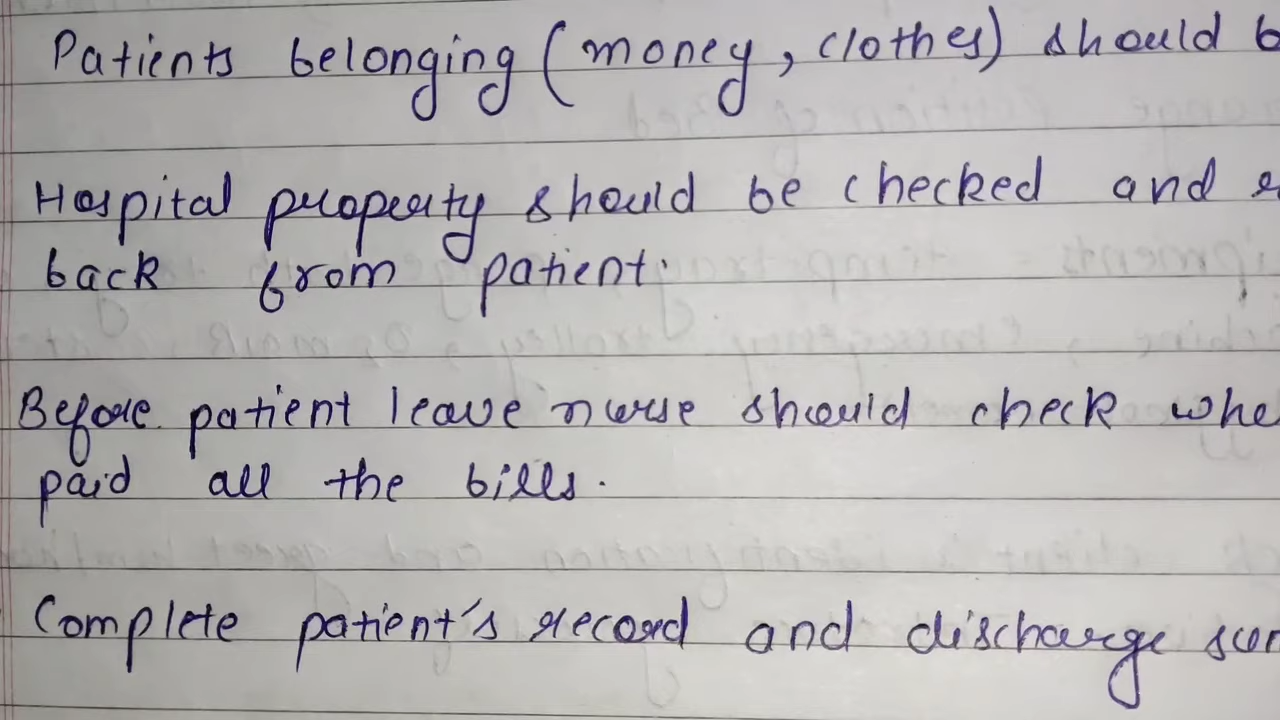 Patients belonging (money, clothes) should b
Hospital property should be checked and
back from patient.
Before patient leave nurse should check whe
paid all the bills.
Complete patient's record and discharge sum